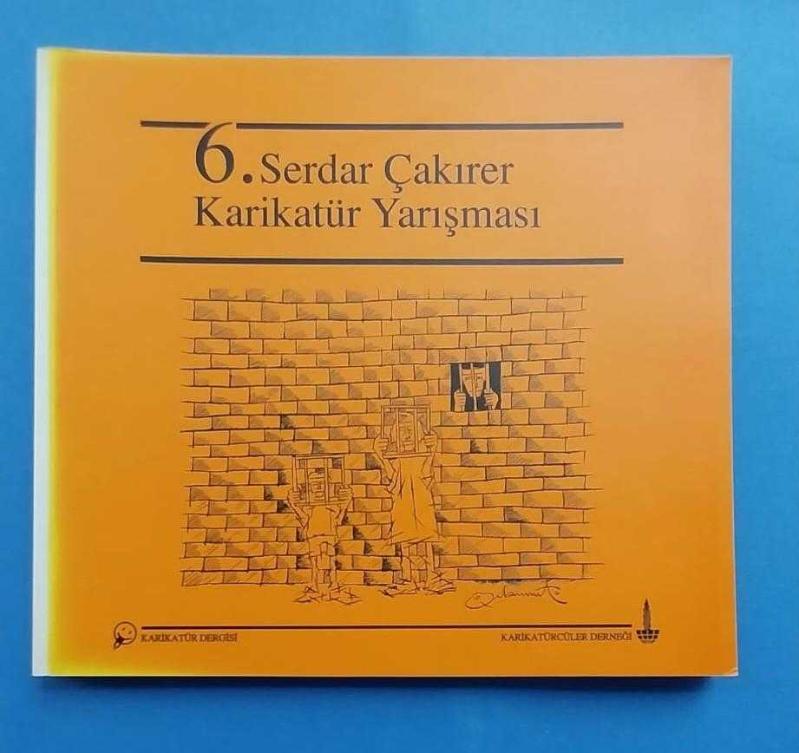 6. Serdar Çakırer
Karikatür Yarışması
KARİKATÜR DERGİSİ
KARİKATÜRCÜLER DERNEĞİ